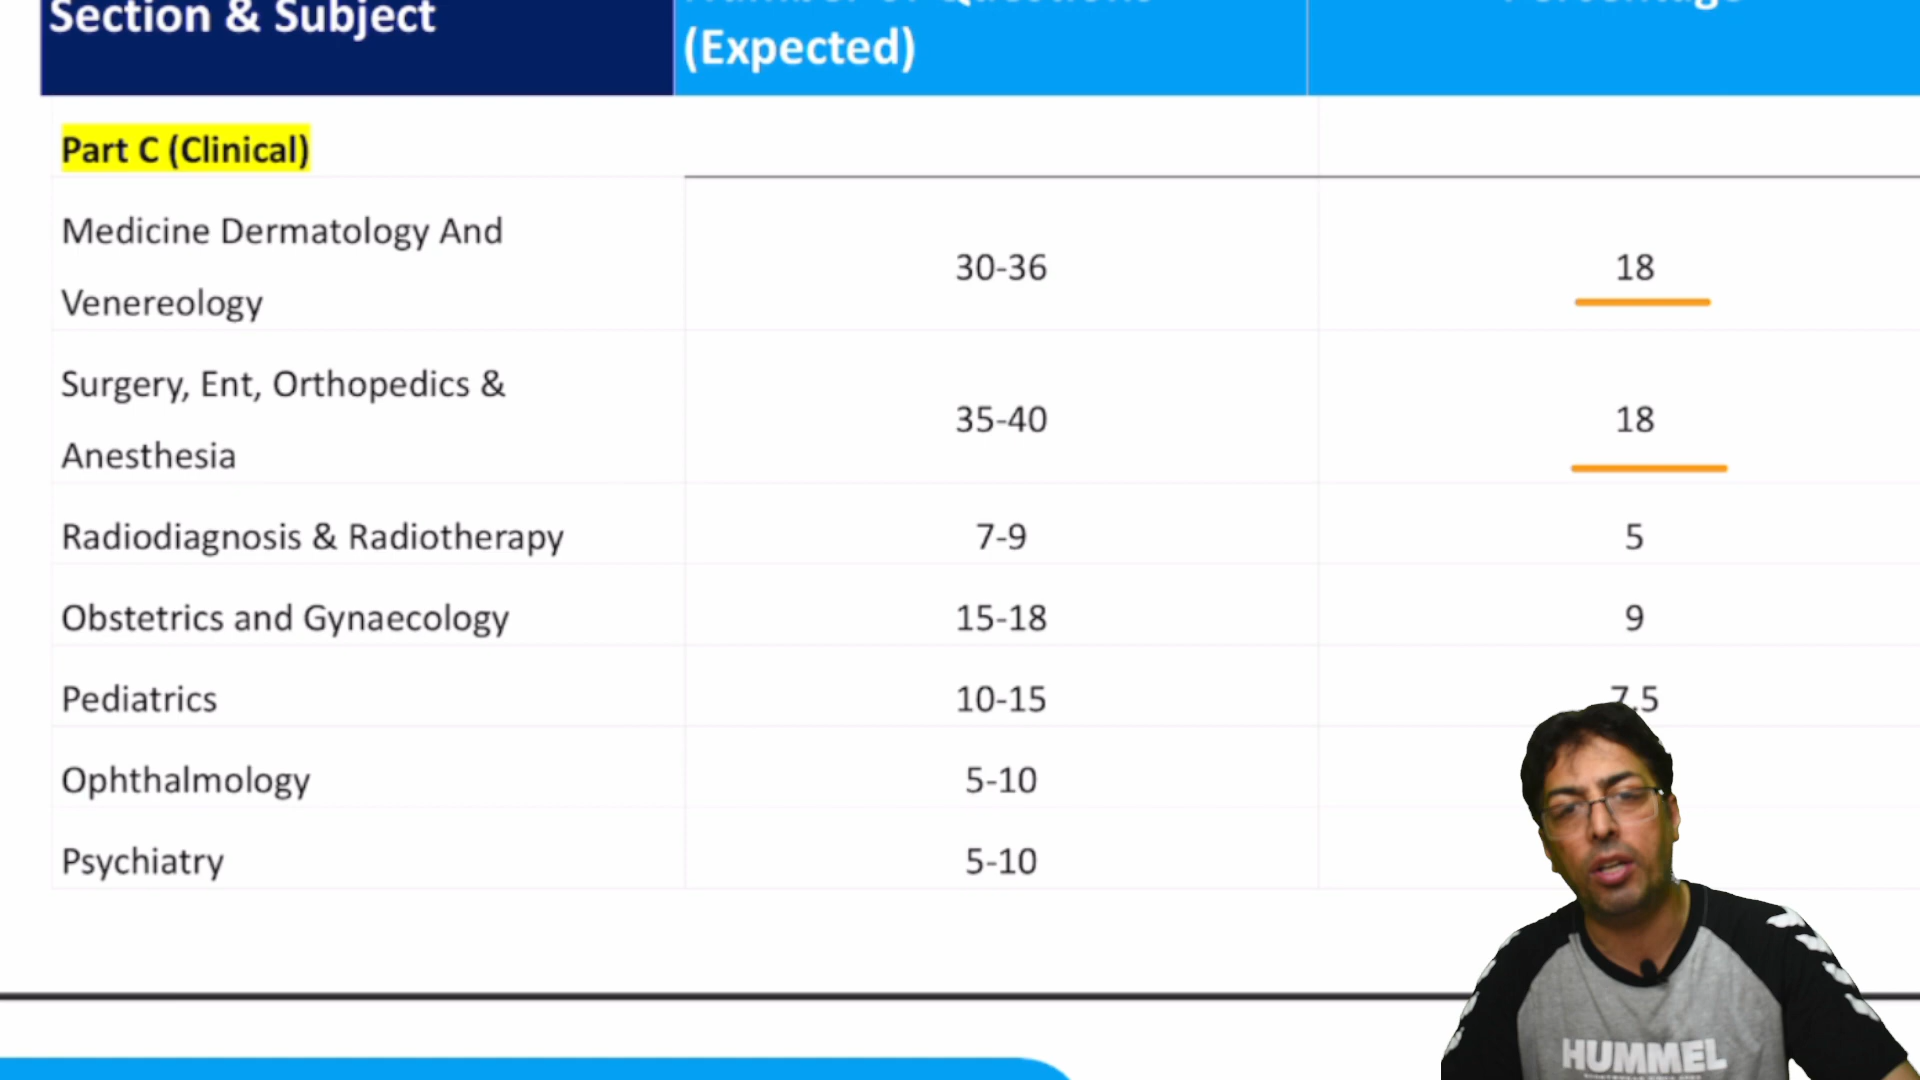 Section & Subject
(Expected)
Part C (Clinical)
Medicine Dermatology And
Venereology
30-36
18
Surgery, Ent, Orthopedics &
Anesthesia
35-40
18
Radiodiagnosis & Radiotherapy
7-9
5
Obstetrics and Gynaecology
15-18
9
Pediatrics
10-15
7.5
Ophthalmology
5-10
Psychiatry
5-10
HUMMEL